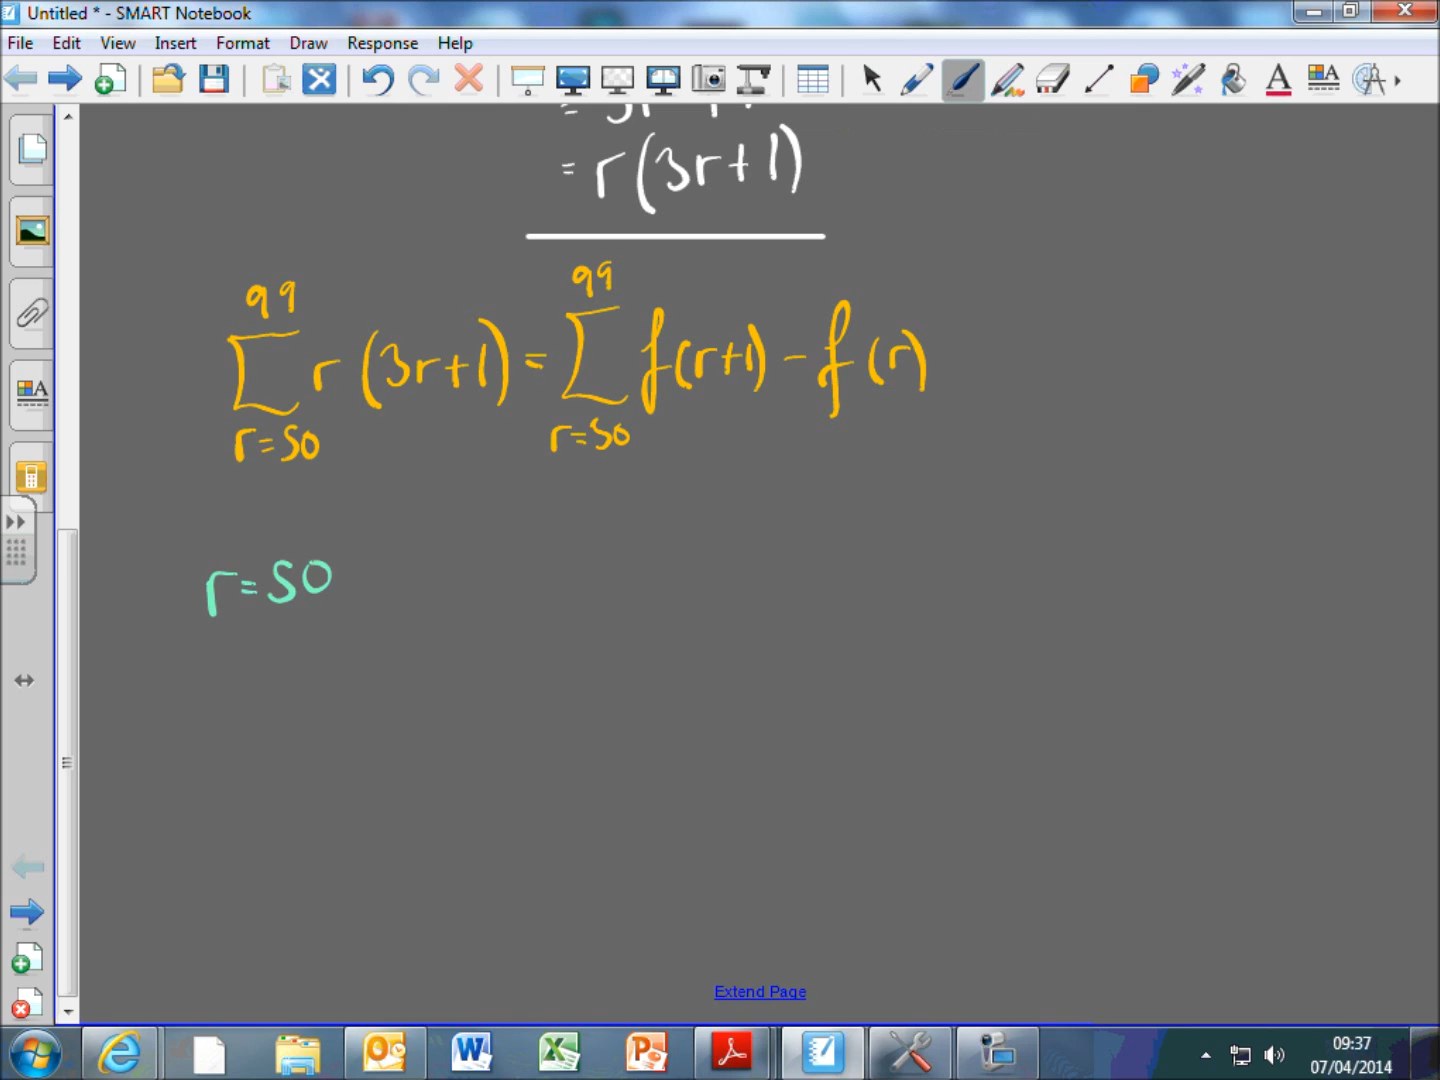 Untitled * - SMART Notebook
File Edit View Insert Format Draw Response Help
= r(3r+1)
99 99
∑ r(3r+1) = ∑ f(r+1) - f(r)
r=50 r=50
r=50
Extend Page
09:37
07/04/2014